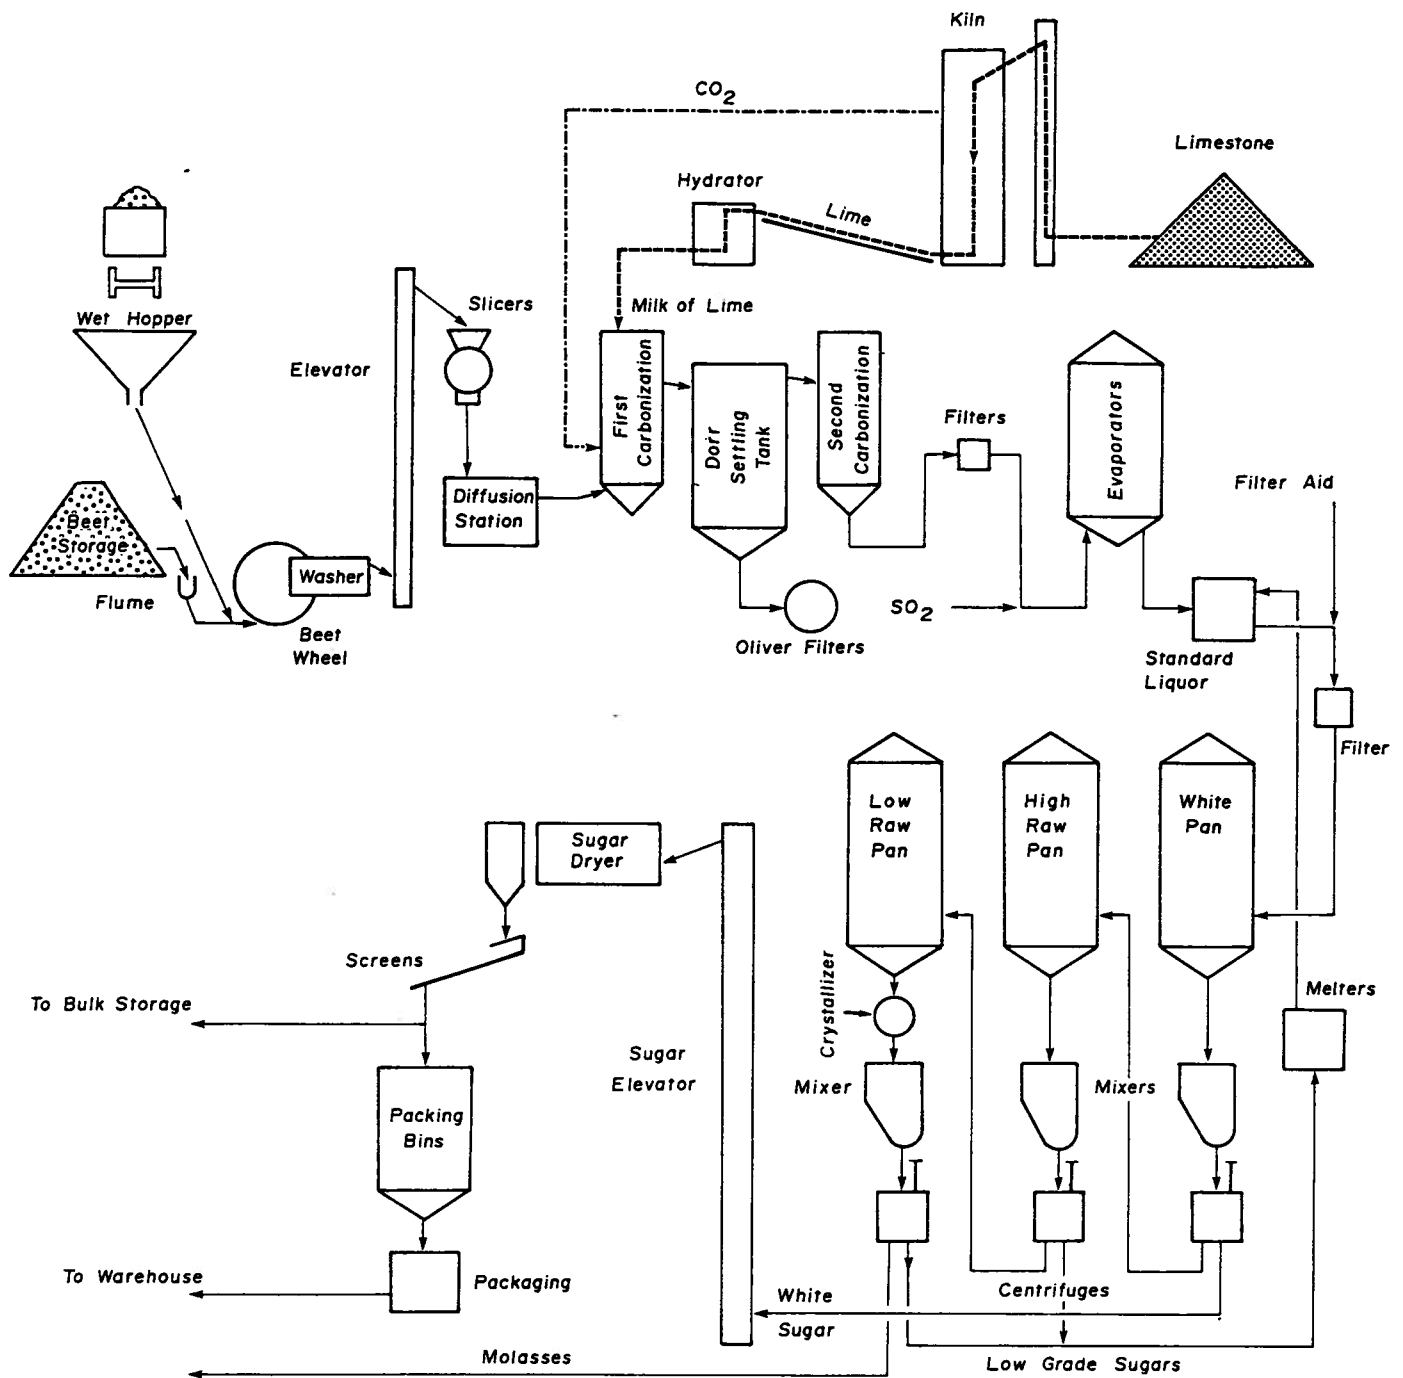 Kiln
CO2
Limestone
Hydrator
Lime
Wet Hopper
Slicers
Milk of Lime
Elevator
First
Carbonization
Dorr
Settling
Tank
Second
Carbonization
Filters
Evaporators
Filter Aid
Diffusion
Station
Beet
Storage
Washer
Flume
Beet
Wheel
SO2
Oliver Filters
Standard
Liquor
Filter
Low
Raw
Pan
High
Raw
Pan
White
Pan
Sugar
Dryer
Screens
Crystallizer
To Bulk Storage
Melters
Sugar
Elevator
Mixer
Mixers
Packing
Bins
To Warehouse
Packaging
White
Sugar
Centrifuges
Molasses
Low Grade Sugars